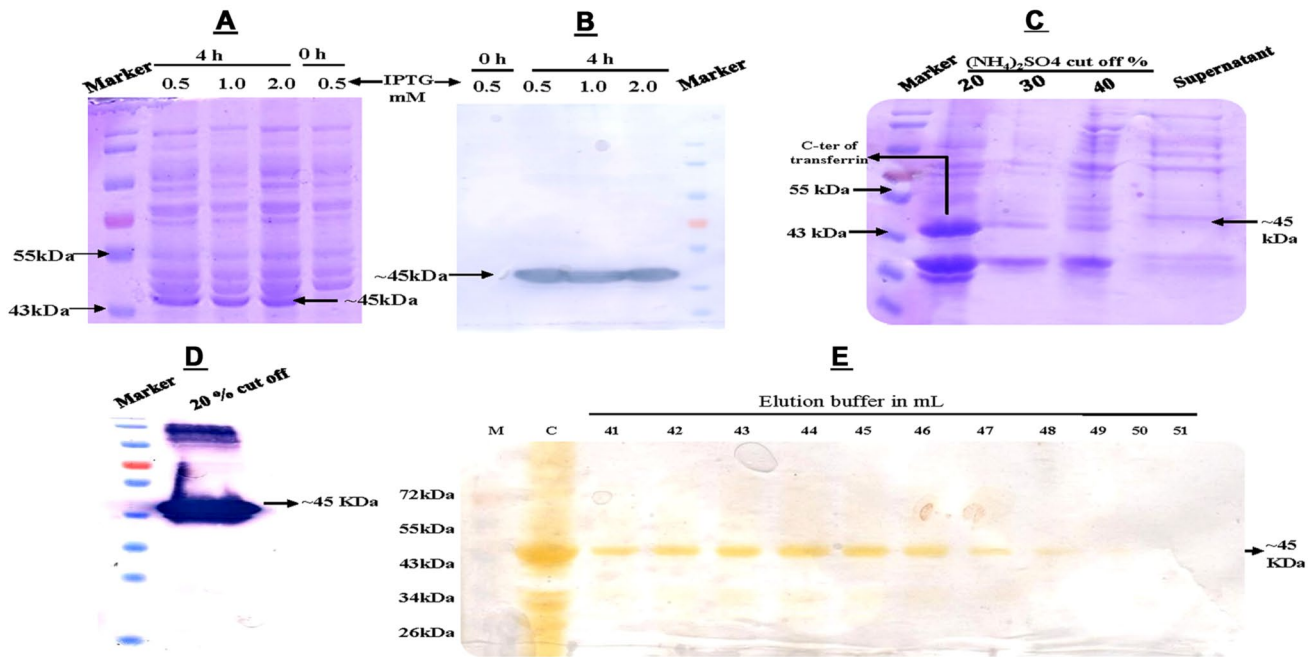 A
4 h
0 h
Marker
0.5
1.0
2.0
0.5
IPTG
mM
55kDa
43kDa
~45kDa
B
0 h
4 h
0.5
0.5
1.0
2.0
Marker
~45kDa
C
Marker
(NH4)2SO4 cut off %
20
30
40
Supernatant
C-ter of
transferrin
55 kDa
43 kDa
~45
kDa
D
Marker
20 % cut off
~45 KDa
E
Elution buffer in mL
M C 41 42 43 44 45 46 47 48 49 50 51
72kDa
55kDa
43kDa
34kDa
26kDa
~45
KDa